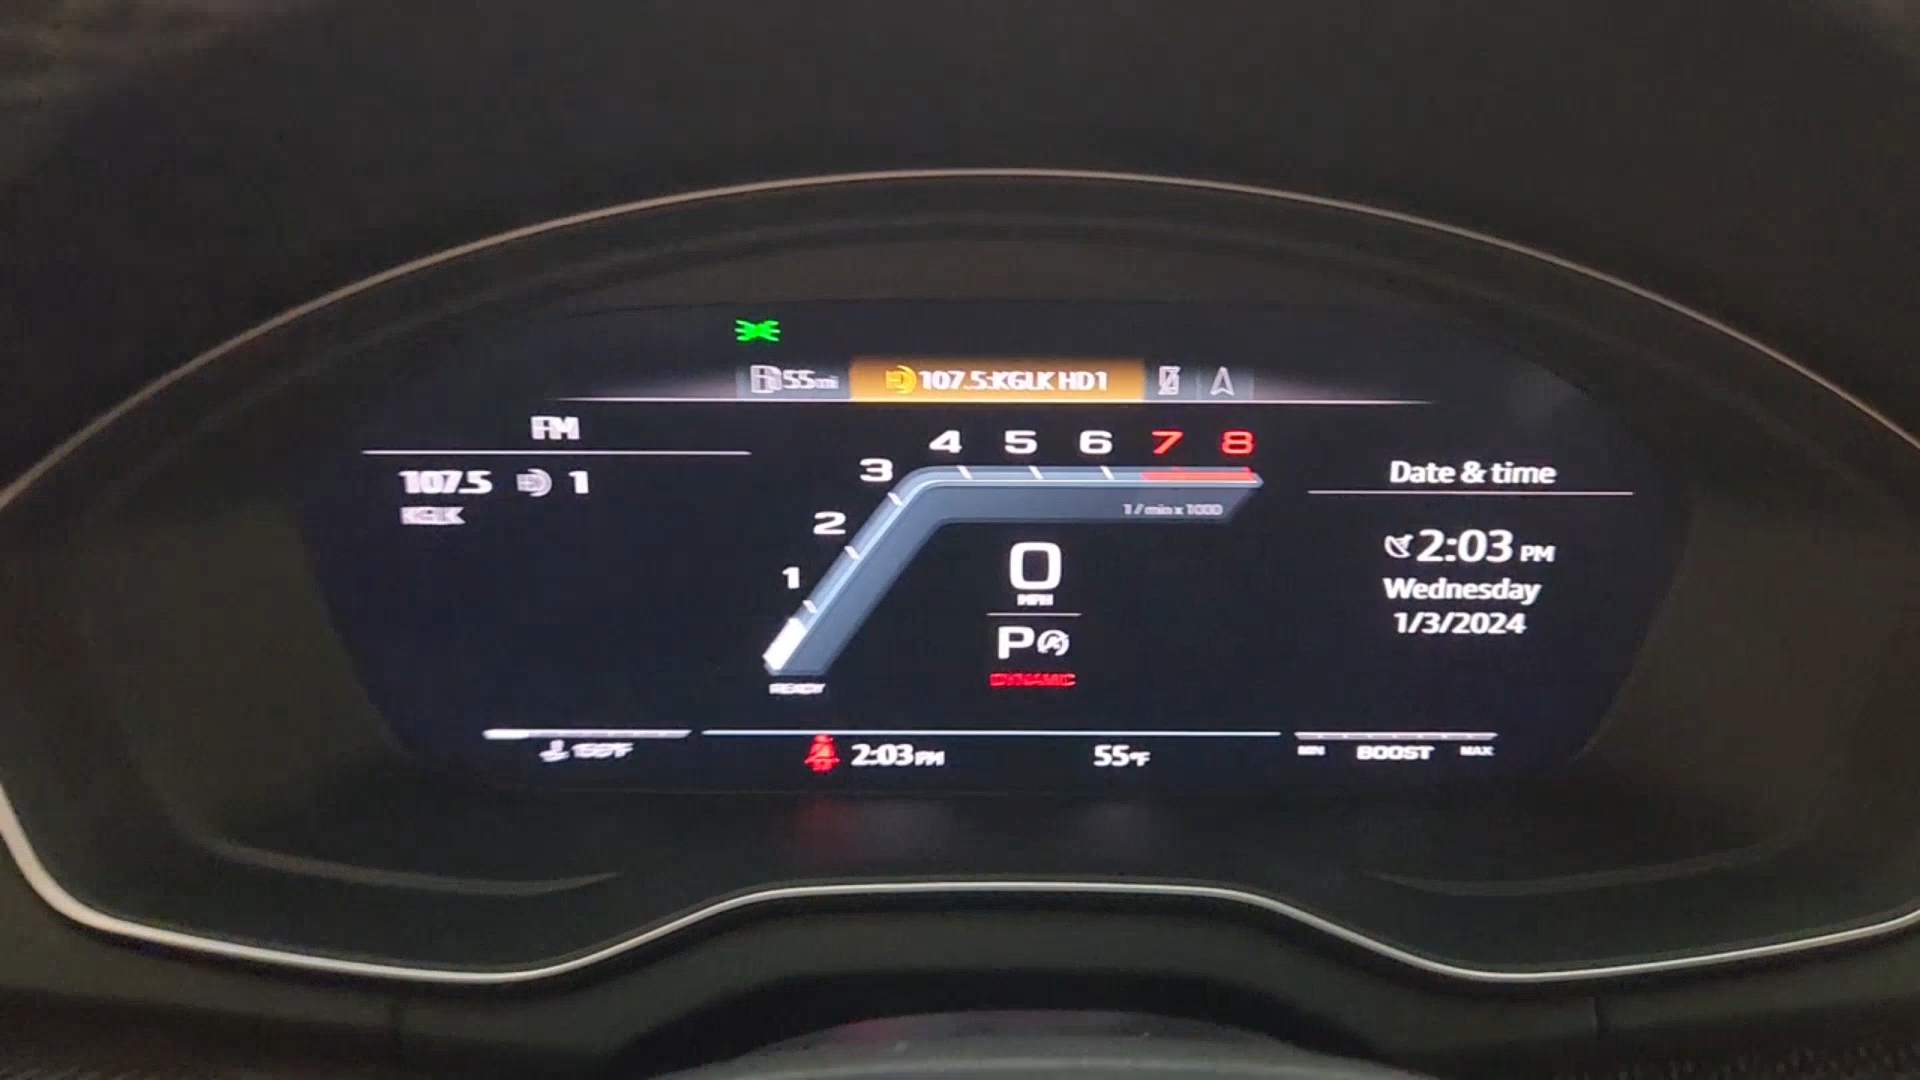 55mi
107.5:KGLK HD1
FM
107.5 1
KGLK
4 5 6 7 8
3
2
1
1/min x 1000
0
MPH
P
DYNAMIC
READY
Date & time
2:03 PM
Wednesday
1/3/2024
2:03PM
55°F
MIN BOOST MAX